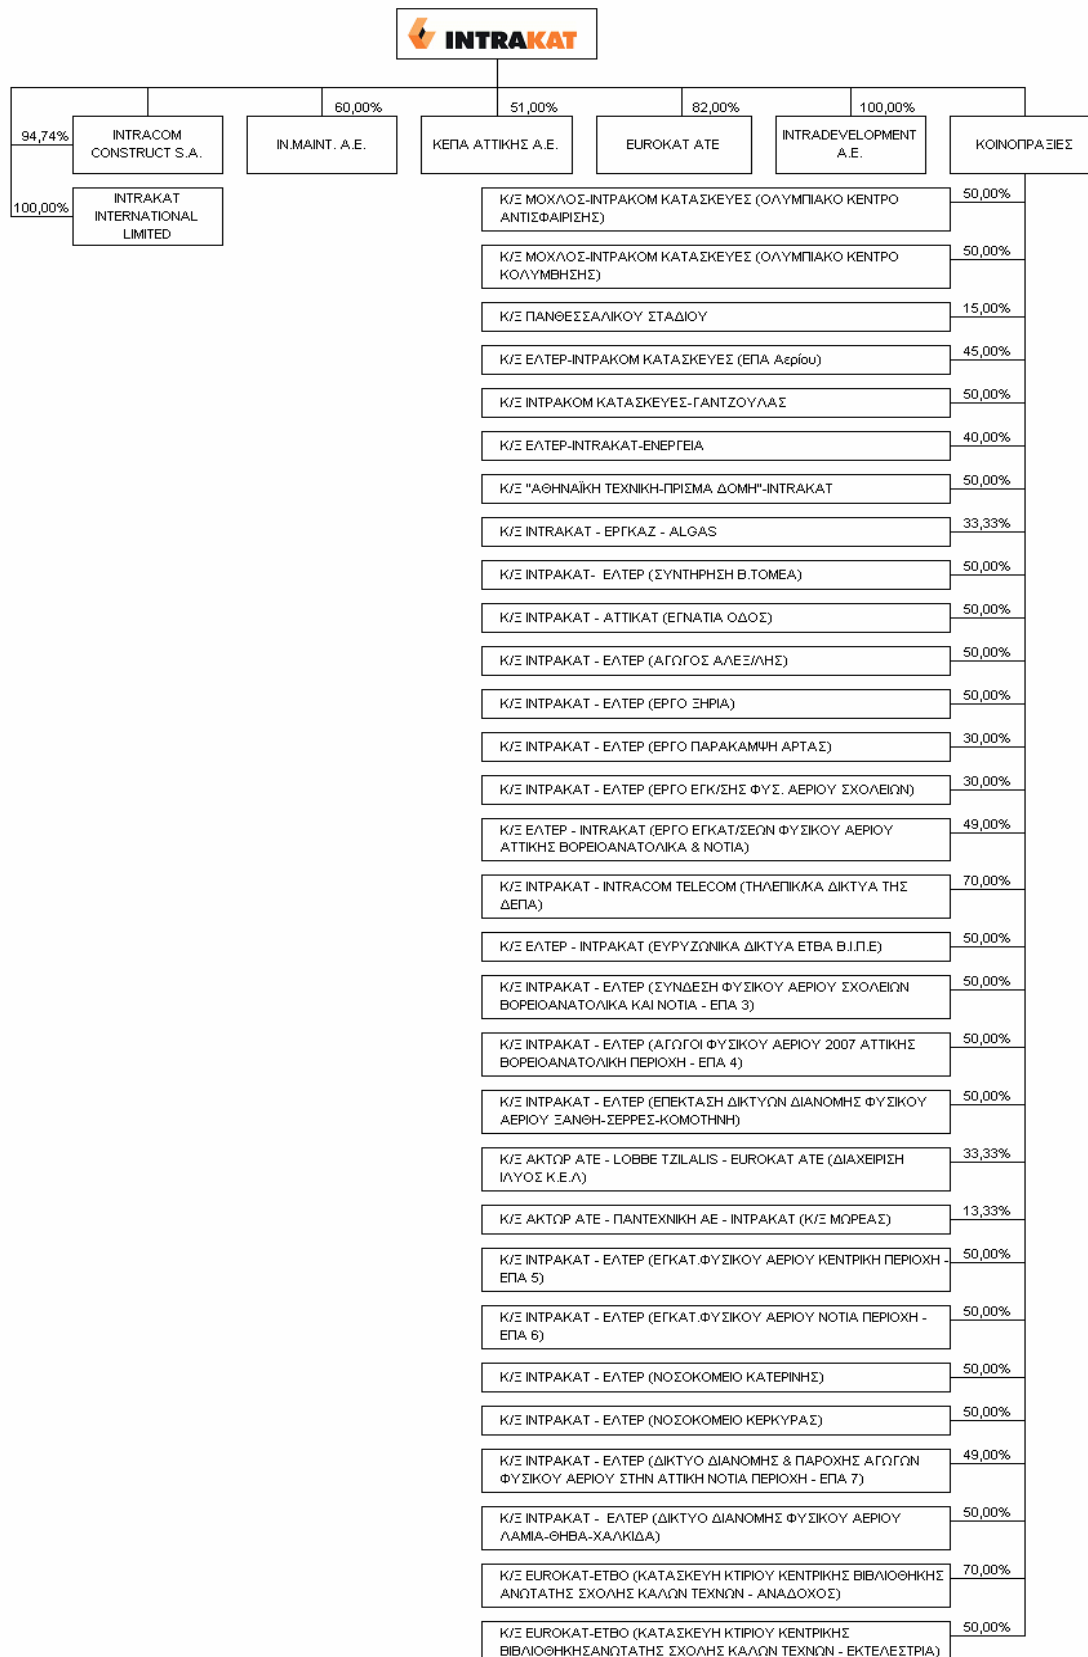 INTRAKAT
60,00%
51,00%
82,00%
100,00%
94,74%
INTRACOM
CONSTRUCT S.A.
IN.MAINT. A.E.
ΚΕΠΑ ΑΤΤΙΚΗΣ Α.Ε.
EUROKAT ATE
INTRADEVELOPMENT
A.E.
ΚΟΙΝΟΠΡΑΞΙΕΣ
100,00%
INTRAKAT
INTERNATIONAL
LIMITED
Κ/Ξ ΜΟΧΛΟΣ-ΙΝΤΡΑΚΟΜ ΚΑΤΑΣΚΕΥΕΣ (ΟΛΥΜΠΙΑΚΟ ΚΕΝΤΡΟ
ΑΝΤΙΣΦΑΙΡΙΣΗΣ)
50,00%
Κ/Ξ ΜΟΧΛΟΣ-ΙΝΤΡΑΚΟΜ ΚΑΤΑΣΚΕΥΕΣ (ΟΛΥΜΠΙΑΚΟ ΚΕΝΤΡΟ
ΚΟΛΥΜΒΗΣΗΣ)
50,00%
Κ/Ξ ΠΑΝΘΕΣΣΑΛΙΚΟΥ ΣΤΑΔΙΟΥ
15,00%
Κ/Ξ ΕΛΤΕΡ-ΙΝΤΡΑΚΟΜ ΚΑΤΑΣΚΕΥΕΣ (ΕΠΑ Αερίου)
45,00%
Κ/Ξ ΙΝΤΡΑΚΟΜ ΚΑΤΑΣΚΕΥΕΣ-ΓΑΝΤΖΟΥΛΑΣ
50,00%
Κ/Ξ ΕΛΤΕΡ-INTRAKAT-ΕΝΕΡΓΕΙΑ
40,00%
Κ/Ξ "ΑΘΗΝΑΪΚΗ ΤΕΧΝΙΚΗ-ΠΡΙΣΜΑ ΔΟΜΗ"-INTRAKAT
50,00%
Κ/Ξ INTRAKAT - ΕΡΓΚΑΖ - ALGAS
33,33%
Κ/Ξ ΙΝΤΡΑΚΑΤ- ΕΛΤΕΡ (ΣΥΝΤΗΡΗΣΗ Β.ΤΟΜΕΑ)
50,00%
Κ/Ξ ΙΝΤΡΑΚΑΤ - ΑΤΤΙΚΑΤ (ΕΓΝΑΤΙΑ ΟΔΟΣ)
50,00%
Κ/Ξ ΙΝΤΡΑΚΑΤ - ΕΛΤΕΡ (ΑΓΩΓΟΣ ΑΛΕΞ/ΛΗΣ)
50,00%
Κ/Ξ ΙΝΤΡΑΚΑΤ - ΕΛΤΕΡ (ΕΡΓΟ ΞΗΡΙΑ)
50,00%
Κ/Ξ ΙΝΤΡΑΚΑΤ - ΕΛΤΕΡ (ΕΡΓΟ ΠΑΡΑΚΑΜΨΗ ΑΡΤΑΣ)
30,00%
Κ/Ξ ΙΝΤΡΑΚΑΤ - ΕΛΤΕΡ (ΕΡΓΟ ΕΓΚ/ΣΗΣ ΦΥΣ. ΑΕΡΙΟΥ ΣΧΟΛΕΙΩΝ)
30,00%
Κ/Ξ ΕΛΤΕΡ - INTRAKAT (ΕΡΓΟ ΕΓΚΑΤ/ΣΕΩΝ ΦΥΣΙΚΟΥ ΑΕΡΙΟΥ
ΑΤΤΙΚΗΣ ΒΟΡΕΙΟΑΝΑΤΟΛΙΚΑ & ΝΟΤΙΑ)
49,00%
Κ/Ξ ΙΝΤΡΑΚΑΤ - INTRACOM TELECOM (ΤΗΛΕΠΙΚ/ΚΑ ΔΙΚΤΥΑ ΤΗΣ
ΔΕΠΑ)
70,00%
Κ/Ξ ΕΛΤΕΡ - ΙΝΤΡΑΚΑΤ (ΕΥΡΥΖΩΝΙΚΑ ΔΙΚΤΥΑ ΕΤΒΑ ΒΙ.Π.Ε)
50,00%
Κ/Ξ ΙΝΤΡΑΚΑΤ - ΕΛΤΕΡ (ΣΥΝΔΕΣΗ ΦΥΣΙΚΟΥ ΑΕΡΙΟΥ ΣΧΟΛΕΙΩΝ
ΒΟΡΕΙΟΑΝΑΤΟΛΙΚΑ ΚΑΙ ΝΟΤΙΑ - ΕΠΑ 3)
50,00%
Κ/Ξ ΙΝΤΡΑΚΑΤ - ΕΛΤΕΡ (ΑΓΩΓΟΙ ΦΥΣΙΚΟΥ ΑΕΡΙΟΥ 2007 ΑΤΤΙΚΗΣ
ΒΟΡΕΙΟΑΝΑΤΟΛΙΚΗ ΠΕΡΙΟΧΗ - ΕΠΑ 4)
50,00%
Κ/Ξ ΙΝΤΡΑΚΑΤ - ΕΛΤΕΡ (ΕΠΕΚΤΑΣΗ ΔΙΚΤΥΩΝ ΔΙΑΝΟΜΗΣ ΦΥΣΙΚΟΥ
ΑΕΡΙΟΥ ΞΑΝΘΗ-ΣΕΡΡΕΣ-ΚΟΜΟΤΗΝΗ)
50,00%
Κ/Ξ ΑΚΤΩΡ ΑΤΕ - LOBBE TZILALIS - EUROKAT ATE (ΔΙΑΧΕΙΡΙΣΗ
ΙΛΥΟΣ Κ.Ε.Λ)
33,33%
Κ/Ξ ΑΚΤΩΡ ΑΤΕ - ΠΑΝΤΕΧΝΙΚΗ ΑΕ - ΙΝΤΡΑΚΑΤ (Κ/Ξ ΜΩΡΕΑΣ)
13,33%
Κ/Ξ ΙΝΤΡΑΚΑΤ - ΕΛΤΕΡ (ΕΓΚΑΤ.ΦΥΣΙΚΟΥ ΑΕΡΙΟΥ ΚΕΝΤΡΙΚΗ ΠΕΡΙΟΧΗ -
ΕΠΑ 5)
50,00%
Κ/Ξ ΙΝΤΡΑΚΑΤ - ΕΛΤΕΡ (ΕΓΚΑΤ.ΦΥΣΙΚΟΥ ΑΕΡΙΟΥ ΝΟΤΙΑ ΠΕΡΙΟΧΗ -
ΕΠΑ 6)
50,00%
Κ/Ξ ΙΝΤΡΑΚΑΤ - ΕΛΤΕΡ (ΝΟΣΟΚΟΜΕΙΟ ΚΑΤΕΡΙΝΗΣ)
50,00%
Κ/Ξ ΙΝΤΡΑΚΑΤ - ΕΛΤΕΡ (ΝΟΣΟΚΟΜΕΙΟ ΚΕΡΚΥΡΑΣ)
50,00%
Κ/Ξ ΙΝΤΡΑΚΑΤ - ΕΛΤΕΡ (ΔΙΚΤΥΟ ΔΙΑΝΟΜΗΣ & ΠΑΡΟΧΗΣ ΑΓΩΓΩΝ
ΦΥΣΙΚΟΥ ΑΕΡΙΟΥ ΣΤΗΝ ΑΤΤΙΚΗ ΝΟΤΙΑ ΠΕΡΙΟΧΗ - ΕΠΑ 7)
49,00%
Κ/Ξ ΙΝΤΡΑΚΑΤ - ΕΛΤΕΡ (ΔΙΚΤΥΟ ΔΙΑΝΟΜΗΣ ΦΥΣΙΚΟΥ ΑΕΡΙΟΥ
ΛΑΜΙΑ-ΘΗΒΑ-ΧΑΛΚΙΔΑ)
50,00%
Κ/Ξ EUROKAT-ΕΤΒΟ (ΚΑΤΑΣΚΕΥΗ ΚΤΙΡΙΟΥ ΚΕΝΤΡΙΚΗΣ ΒΙΒΛΙΟΘΗΚΗΣ
ΑΝΩΤΑΤΗΣ ΣΧΟΛΗΣ ΚΑΛΩΝ ΤΕΧΝΩΝ - ΑΝΑΔΟΧΟΣ)
70,00%
Κ/Ξ EUROKAT-ΕΤΒΟ (ΚΑΤΑΣΚΕΥΗ ΚΤΙΡΙΟΥ ΚΕΝΤΡΙΚΗΣ
ΒΙΒΛΙΟΘΗΚΗΣΑΝΩΤΑΤΗΣ ΣΧΟΛΗΣ ΚΑΛΩΝ ΤΕΧΝΩΝ - ΕΚΤΕΛΕΣΤΡΙΑ)
50,00%